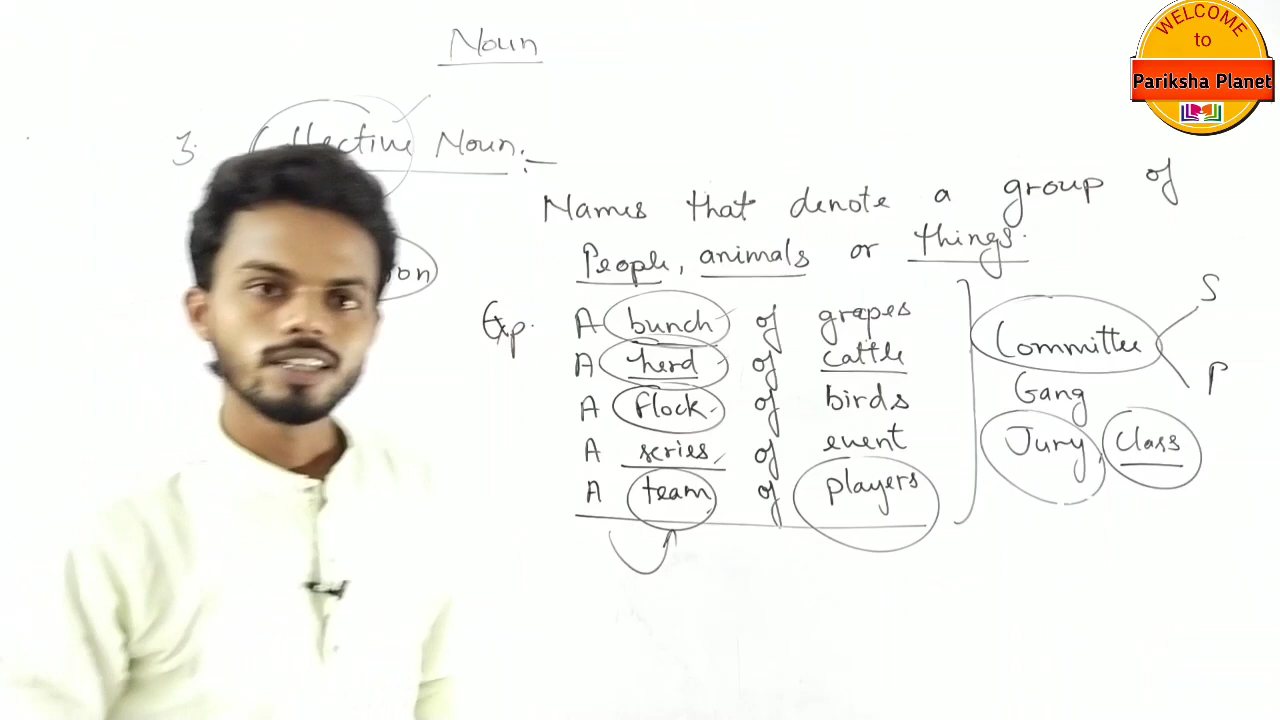 Noun
WELCOME
to
Pariksha Planet
3. Collective Noun:-
Names that denote a group of
People, animals or things.
Exp. A bunch of grapes
A herd of cattle
A flock of birds
A series of event
A team of players
Committee S P
Gang
Jury, class